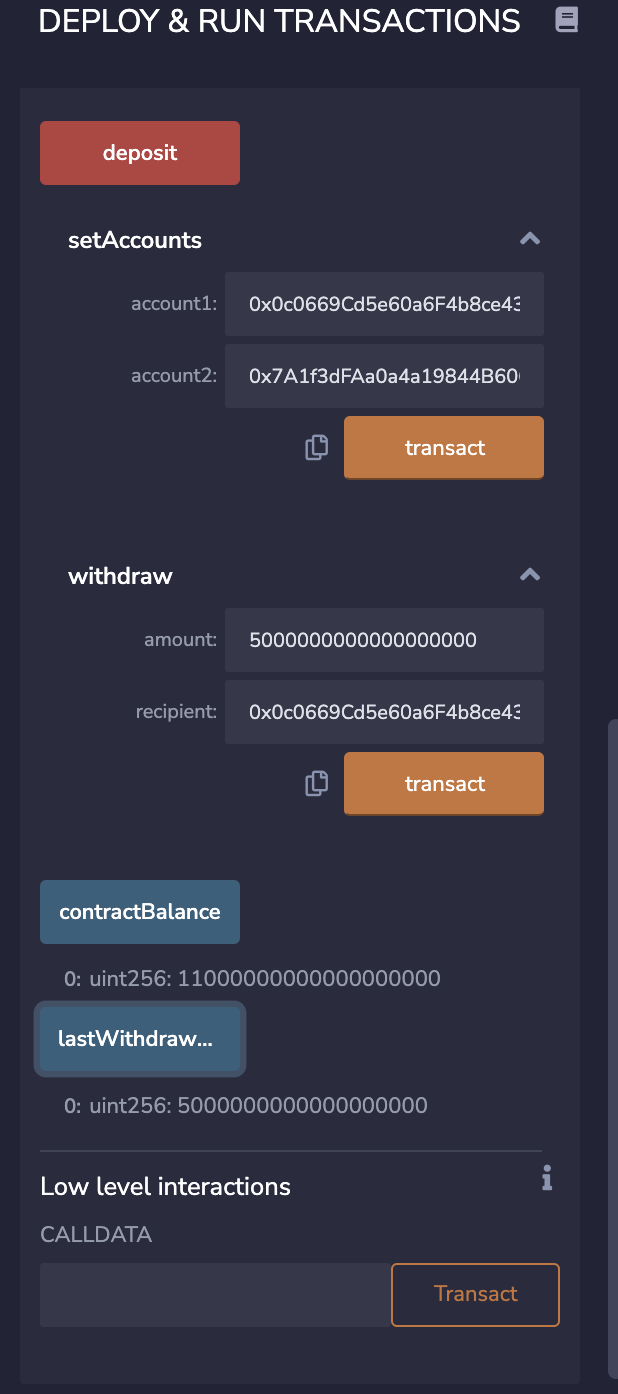 DEPLOY & RUN TRANSACTIONS
deposit
setAccounts
account1: 0x0c0669Cd5e60a6F4b8ce43
account2: 0x7A1f3dFAa0a4a19844B60
transact
withdraw
amount: 5000000000000000000
recipient: 0x0c0669Cd5e60a6F4b8ce43
transact
contractBalance
0: uint256: 11000000000000000000
lastWithdraw...
0: uint256: 5000000000000000000
Low level interactions
CALLDATA
Transact